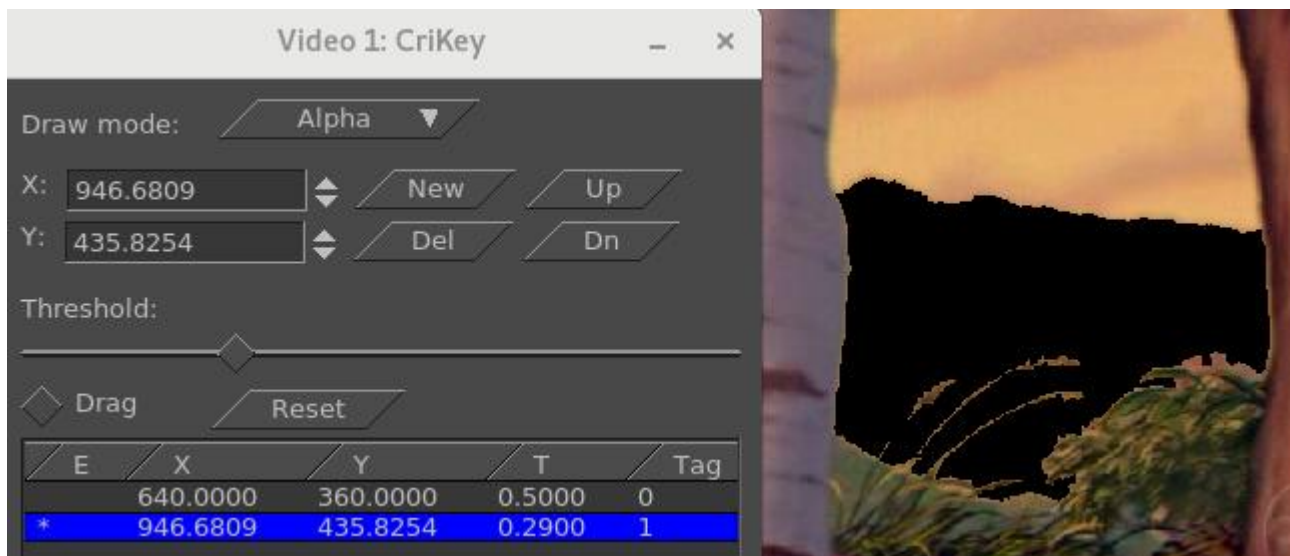 Video 1: CriKey
Draw mode: Alpha
X: 946.6809 New Up
Y: 435.8254 Del Dn
Threshold:
Drag Reset
E X Y T Tag
640.0000 360.0000 0.5000 0
* 946.6809 435.8254 0.2900 1